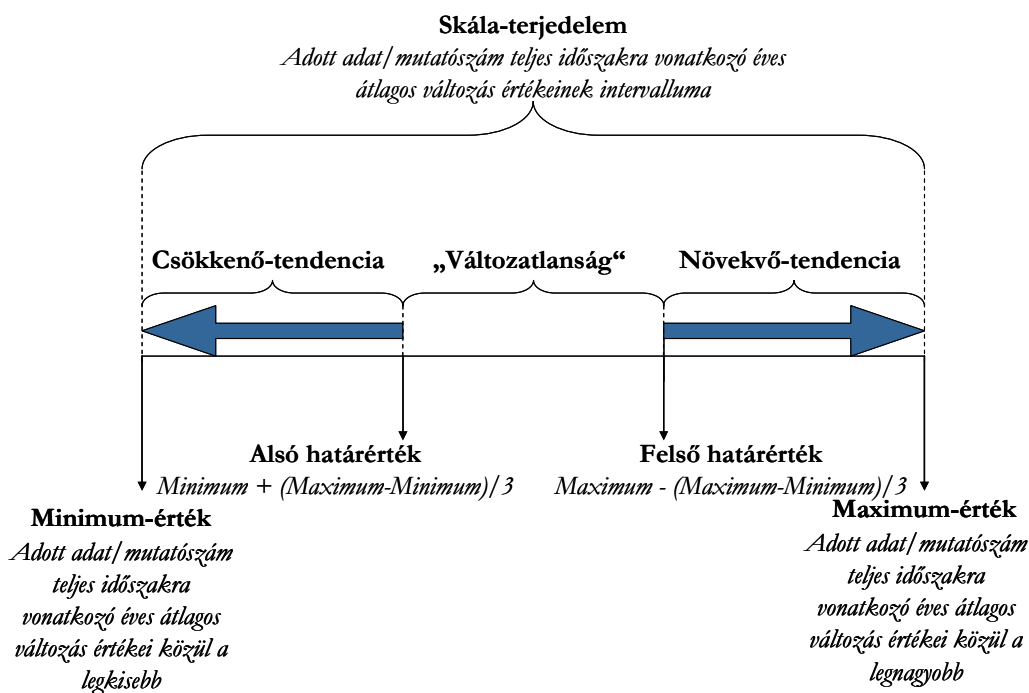 Skála-terjedelem
Adott adat/mutatószám teljes időszakra vonatkozó éves
átlagos változás értékeinek intervalluma
Csökkenő-tendencia
„Változatlanság“
Növekvő-tendencia
Alsó határérték
Minimum + (Maximum-Minimum)/3
Felső határérték
Maximum - (Maximum-Minimum)/3
Minimum-érték
Adott adat/mutatószám
teljes időszakra
vonatkozó éves átlagos
változás értékei közül a
legkisebb
Maximum-érték
Adott adat/mutatószám
teljes időszakra
vonatkozó éves átlagos
változás értékei közül a
legnagyobb